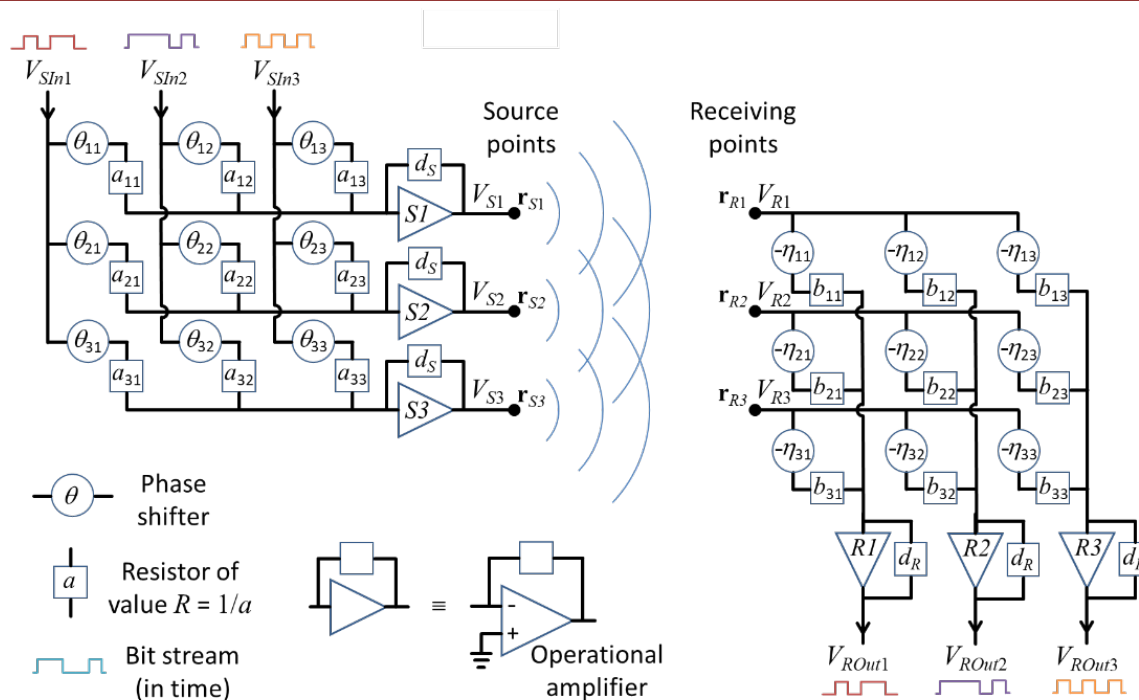 V_SIn1 V_SIn2 V_SIn3
θ11 θ12 θ13
a11 a12 a13
d_S
S1
V_S1 r_S1
θ21 θ22 θ23
a21 a22 a23
d_S
S2
V_S2 r_S2
θ31 θ32 θ33
a31 a32 a33
d_S
S3
V_S3 r_S3
Source
points
Receiving
points
r_R1 V_R1
-η11 -η12 -η13
b11 b12 b13
r_R2 V_R2
-η21 -η22 -η23
b21 b22 b23
r_R3 V_R3
-η31 -η32 -η33
b31 b32 b33
R1 d_R R2 d_R R3
V_ROut1 V_ROut2 V_ROut3
θ
Phase
shifter
a
Resistor of
value R = 1/a
Bit stream
(in time)
≡
-
+
Operational
amplifier